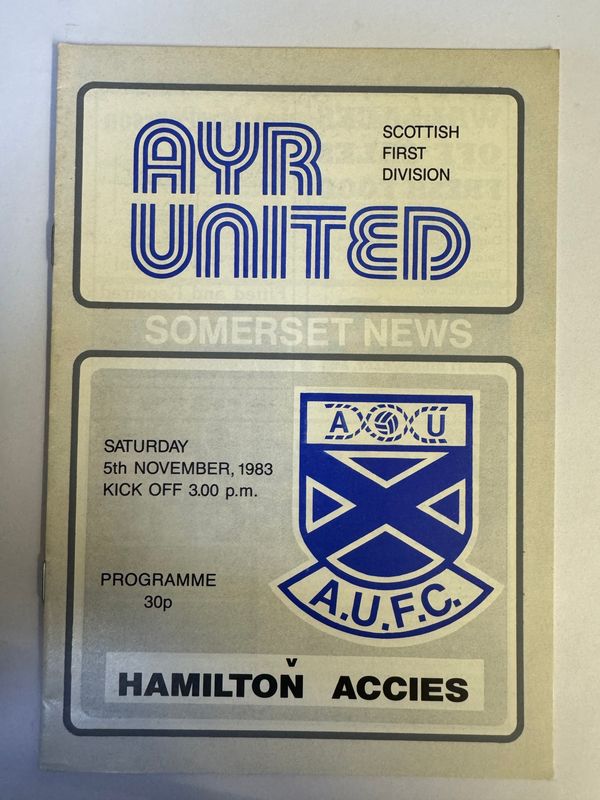 AYR
UNITED
SCOTTISH
FIRST
DIVISION
SOMERSET NEWS
SATURDAY
5th NOVEMBER, 1983
KICK OFF 3.00 p.m.
PROGRAMME
30p
A U
A.U.F.C.
v
HAMILTON ACCIES